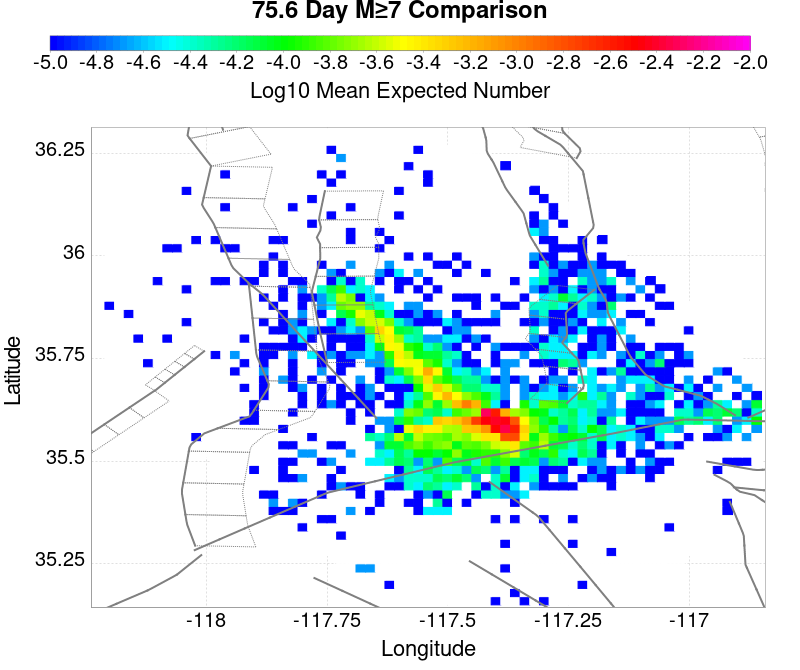 75.6 Day M≥7 Comparison
-5.0 -4.8 -4.6 -4.4 -4.2 -4.0 -3.8 -3.6 -3.4 -3.2 -3.0 -2.8 -2.6 -2.4 -2.2 -2.0
Log10 Mean Expected Number
36.25
36
35.75
35.5
35.25
Latitude
-118 -117.75 -117.5 -117.25 -117
Longitude